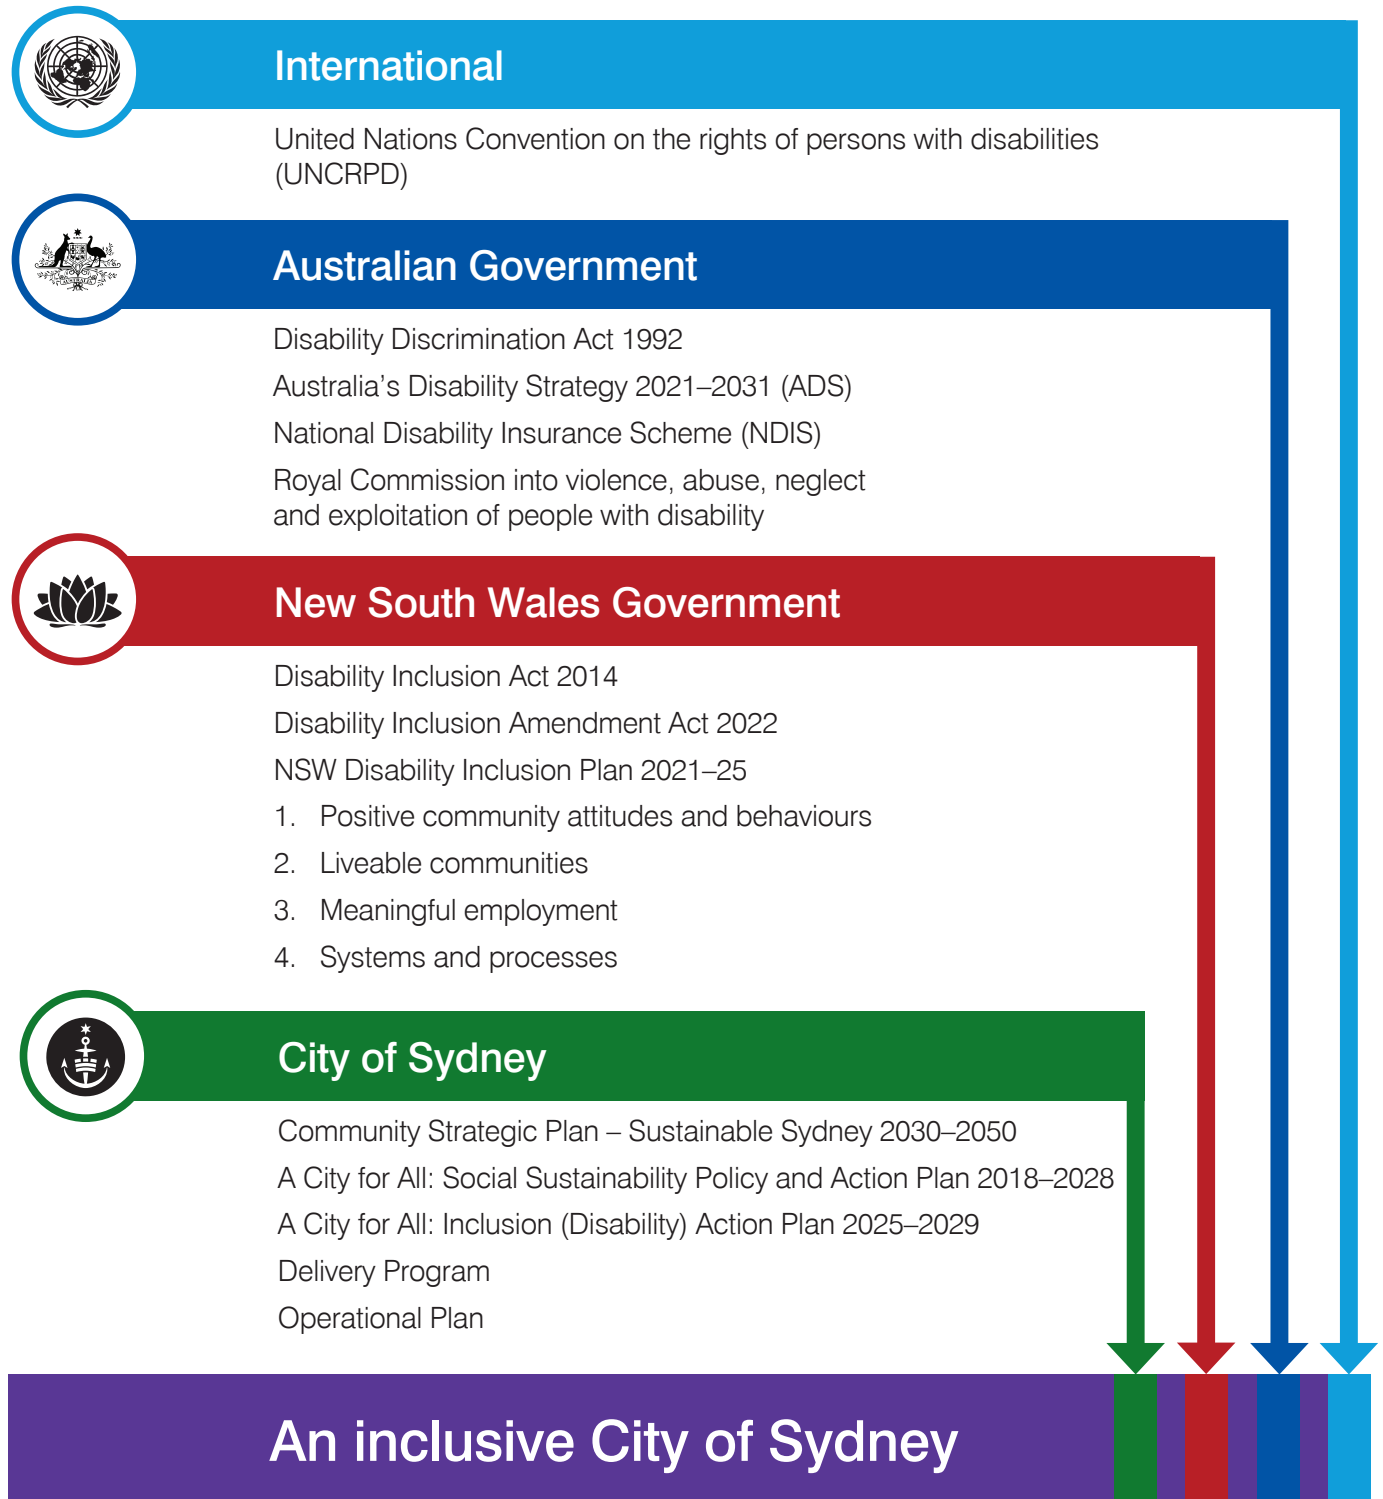 International
United Nations Convention on the rights of persons with disabilities
(UNCRPD)
Australian Government
AUSTRALIA
Disability Discrimination Act 1992
Australia’s Disability Strategy 2021–2031 (ADS)
National Disability Insurance Scheme (NDIS)
Royal Commission into violence, abuse, neglect
and exploitation of people with disability
New South Wales Government
Disability Inclusion Act 2014
Disability Inclusion Amendment Act 2022
NSW Disability Inclusion Plan 2021–25
1. Positive community attitudes and behaviours
2. Liveable communities
3. Meaningful employment
4. Systems and processes
City of Sydney
Community Strategic Plan – Sustainable Sydney 2030–2050
A City for All: Social Sustainability Policy and Action Plan 2018–2028
A City for All: Inclusion (Disability) Action Plan 2025–2029
Delivery Program
Operational Plan
An inclusive City of Sydney